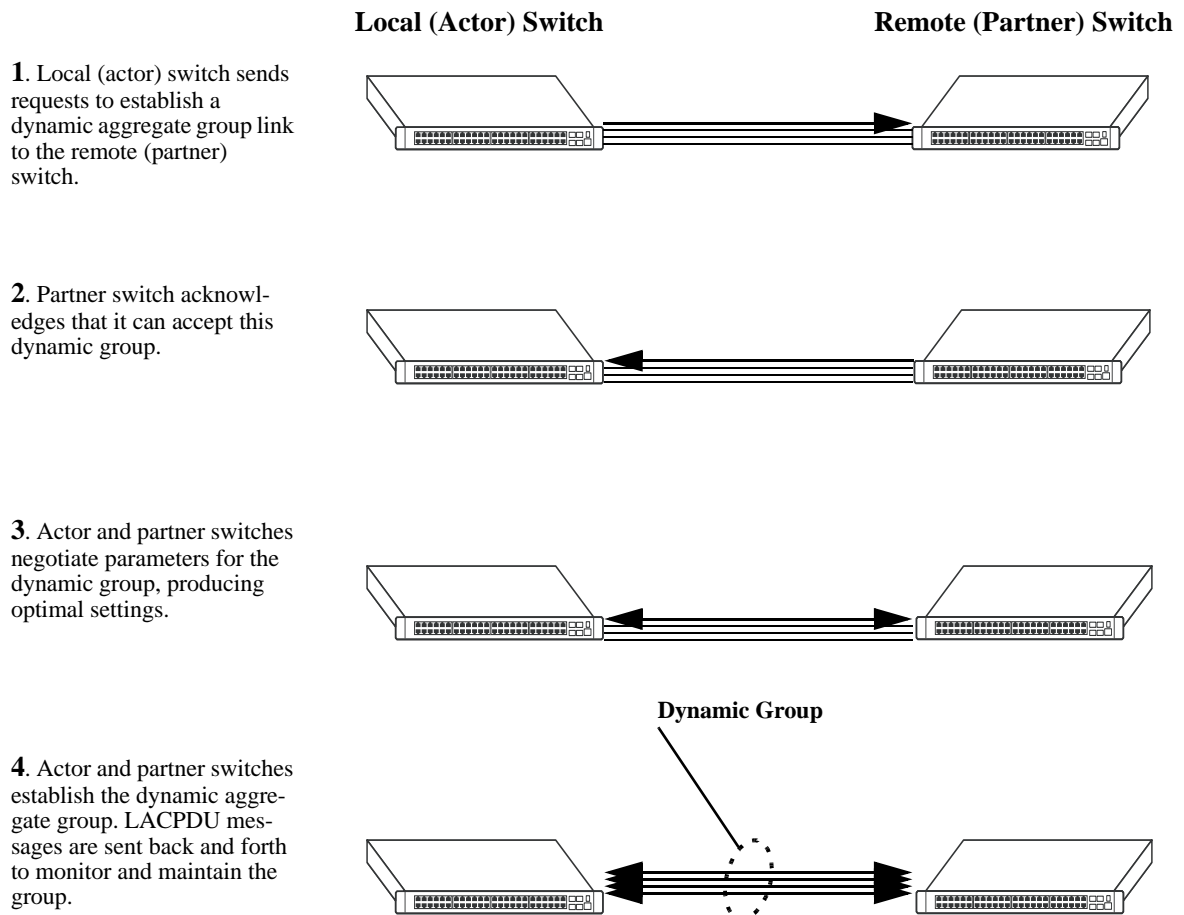 Local (Actor) Switch
Remote (Partner) Switch
1. Local (actor) switch sends
requests to establish a
dynamic aggregate group link
to the remote (partner)
switch.
2. Partner switch acknowl-
edges that it can accept this
dynamic group.
3. Actor and partner switches
negotiate parameters for the
dynamic group, producing
optimal settings.
Dynamic Group
4. Actor and partner switches
establish the dynamic aggre-
gate group. LACPDU mes-
sages are sent back and forth
to monitor and maintain the
group.